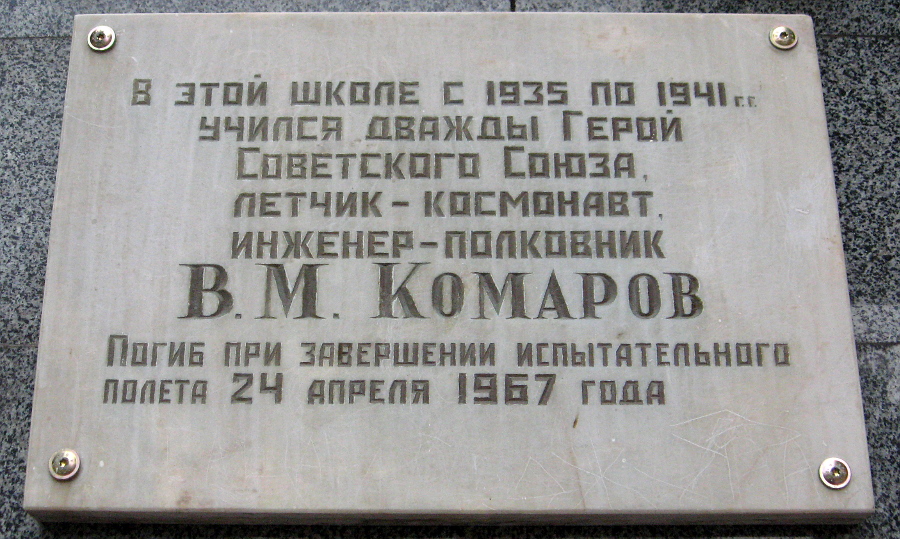 В ЭТОЙ ШКОЛЕ С 1935 ПО 1941 г.г.
УЧИЛСЯ ДВАЖДЫ ГЕРОЙ
СОВЕТСКОГО СОЮЗА,
ЛЕТЧИК-КОСМОНАВТ,
ИНЖЕНЕР-ПОЛКОВНИК
В.М. КОМАРОВ
ПОГИБ ПРИ ЗАВЕРШЕНИИ ИСПЫТАТЕЛЬНОГО
ПОЛЕТА 24 АПРЕЛЯ 1967 ГОДА